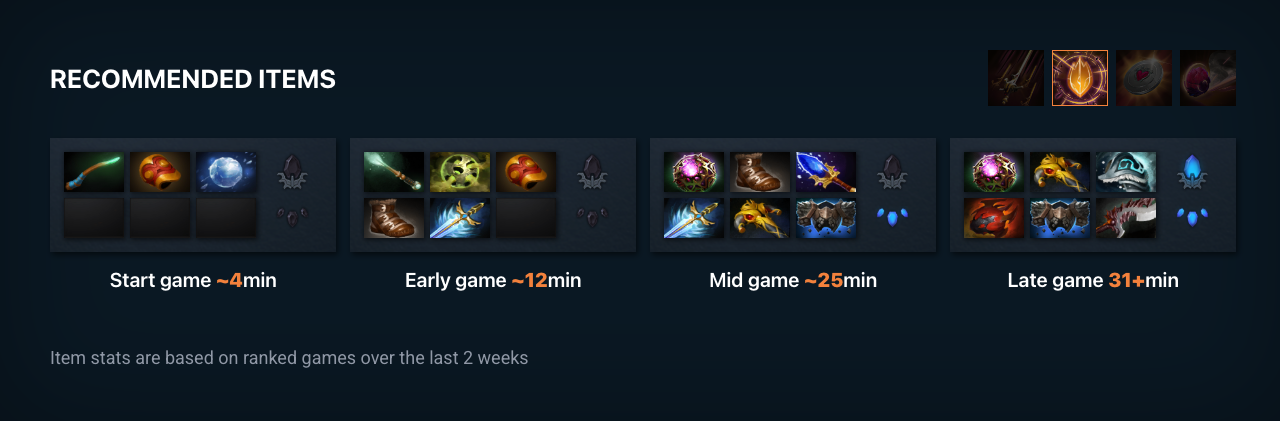 RECOMMENDED ITEMS
Start game ~4min
Early game ~12min
Mid game ~25min
Late game 31+min
Item stats are based on ranked games over the last 2 weeks